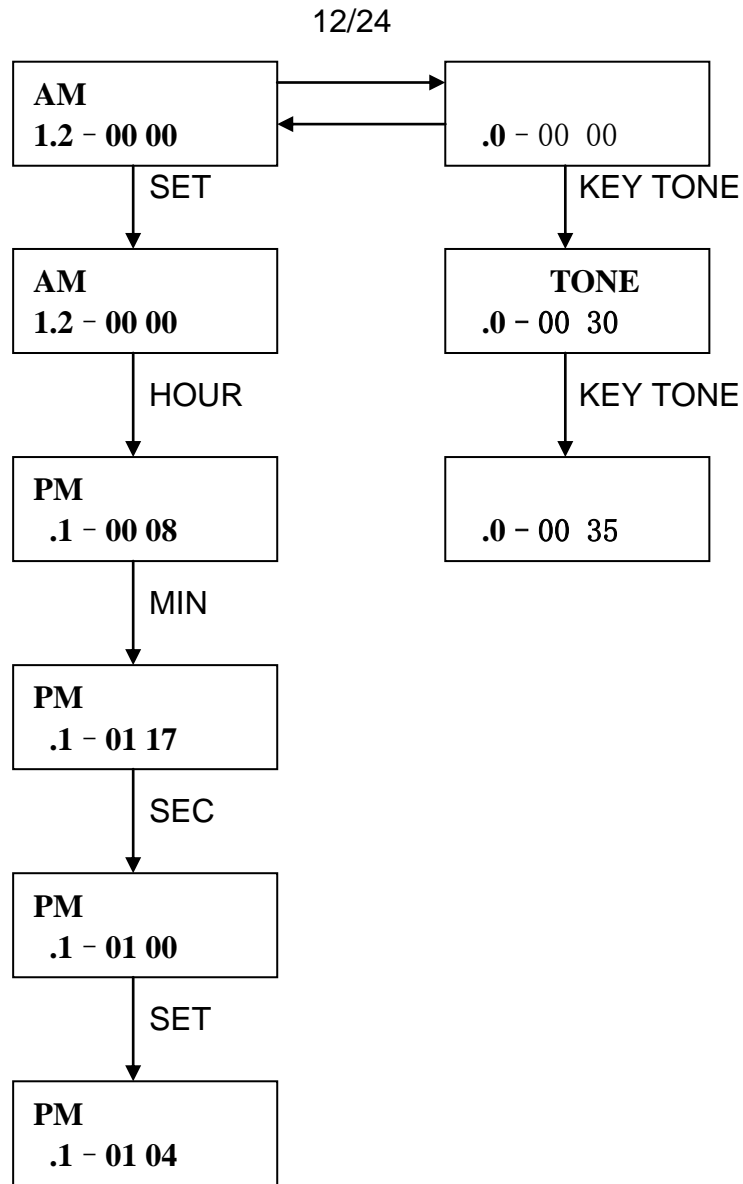 12/24
AM
1.2 - 00 00
.0 - 00 00
SET
KEY TONE
AM
1.2 - 00 00
TONE
.0 - 00 30
HOUR
KEY TONE
PM
.1 - 00 08
.0 - 00 35
MIN
PM
.1 - 01 17
SEC
PM
.1 - 01 00
SET
PM
.1 - 01 04